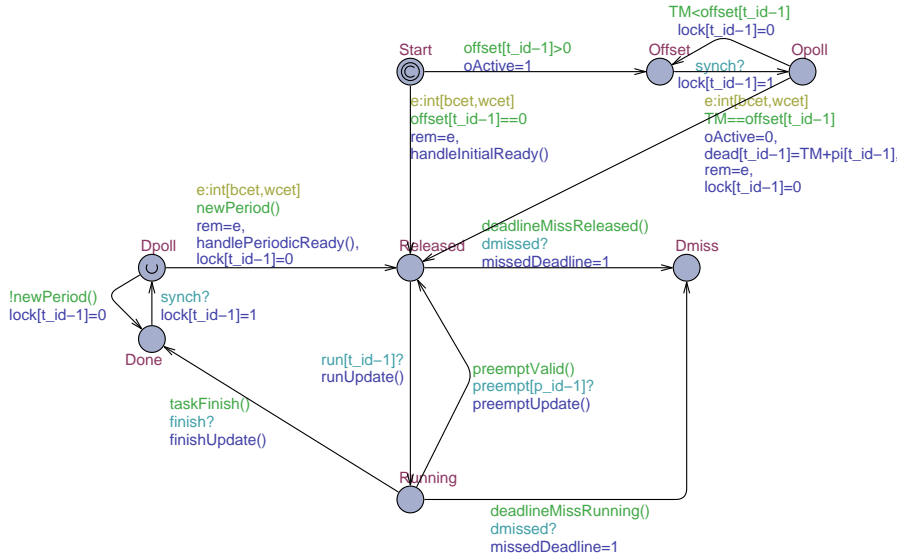 TM<offset[t_id−1]
lock[t_id−1]=0
Start
offset[t_id−1]>0
oActive=1
Offset
Opoll
synch?
lock[t_id−1]=1
e:int[bcet,wcet]
offset[t_id−1]==0
rem=e,
handleInitialReady()
e:int[bcet,wcet]
TM==offset[t_id−1]
oActive=0,
dead[t_id−1]=TM+pi[t_id−1],
rem=e,
lock[t_id−1]=0
e:int[bcet,wcet]
newPeriod()
rem=e,
handlePeriodicReady(),
lock[t_id−1]=0
Dpoll
Released
deadlineMissReleased()
dmissed?
missedDeadline=1
Dmiss
!newPeriod()
lock[t_id−1]=0
synch?
lock[t_id−1]=1
Done
run[t_id−1]?
runUpdate()
preemptValid()
preempt[p_id−1]?
preemptUpdate()
taskFinish()
finish?
finishUpdate()
Running
deadlineMissRunning()
dmissed?
missedDeadline=1